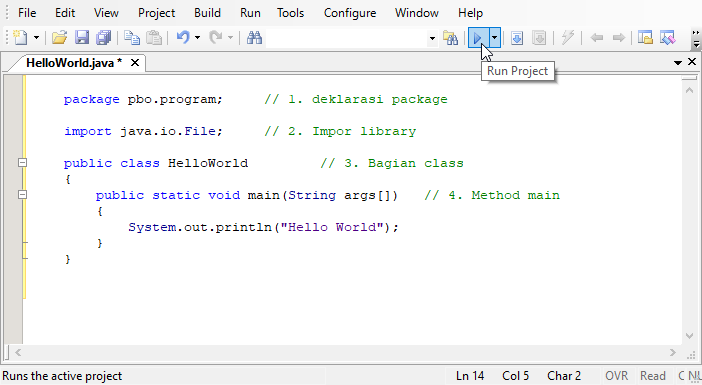 File Edit View Project Build Run Tools Configure Window Help
Run Project
HelloWorld.java *
package pbo.program; // 1. deklarasi package
import java.io.File; // 2. Impor library
public class HelloWorld // 3. Bagian class
{
public static void main(String args[]) // 4. Method main
{
System.out.println("Hello World");
}
}
Runs the active project Ln 14 Col 5 Char 2 OVR Read